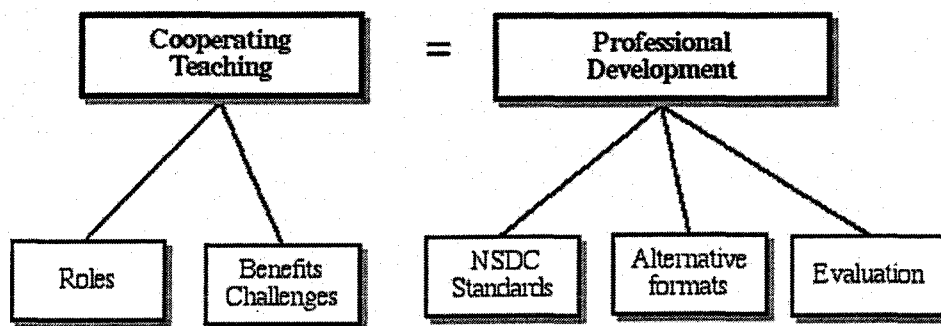 Cooperating
Teaching
=
Professional
Development
Roles
Benefits
Challenges
NSDC
Standards
Alternative
formats
Evaluation